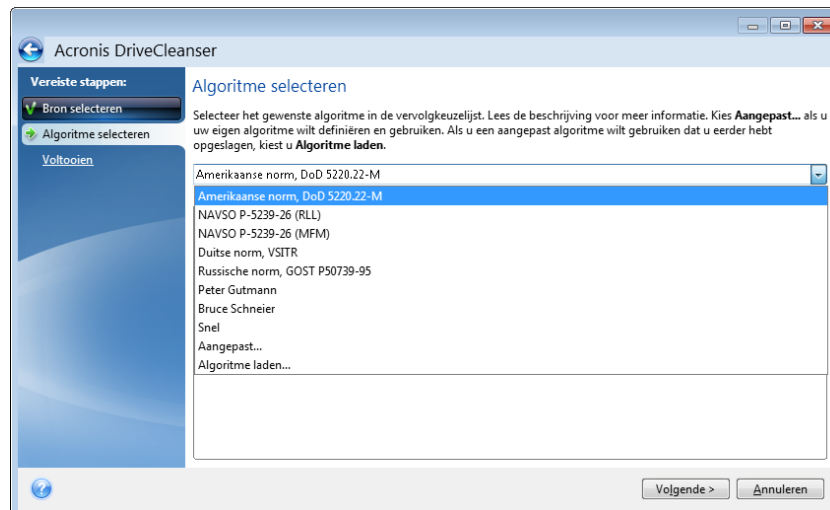 Acronis DriveCleanser
Vereiste stappen:
Bron selecteren
Algoritme selecteren
Voltooien
Algoritme selecteren
Selecteer het gewenste algoritme in de vervolgkeuzelijst. Lees de beschrijving voor meer informatie. Kies Aangepast... als u
uw eigen algoritme wilt definiëren en gebruiken. Als u een aangepast algoritme wilt gebruiken dat u eerder hebt
opgeslagen, kiest u Algoritme laden.
Amerikaanse norm, DoD 5220.22-M
Amerikaanse norm, DoD 5220.22-M
NAVSO P-5239-26 (RLL)
NAVSO P-5239-26 (MFM)
Duitse norm, VSITR
Russische norm, GOST P50739-95
Peter Gutmann
Bruce Schneier
Snel
Aangepast...
Algoritme laden...
Volgende >
Annuleren